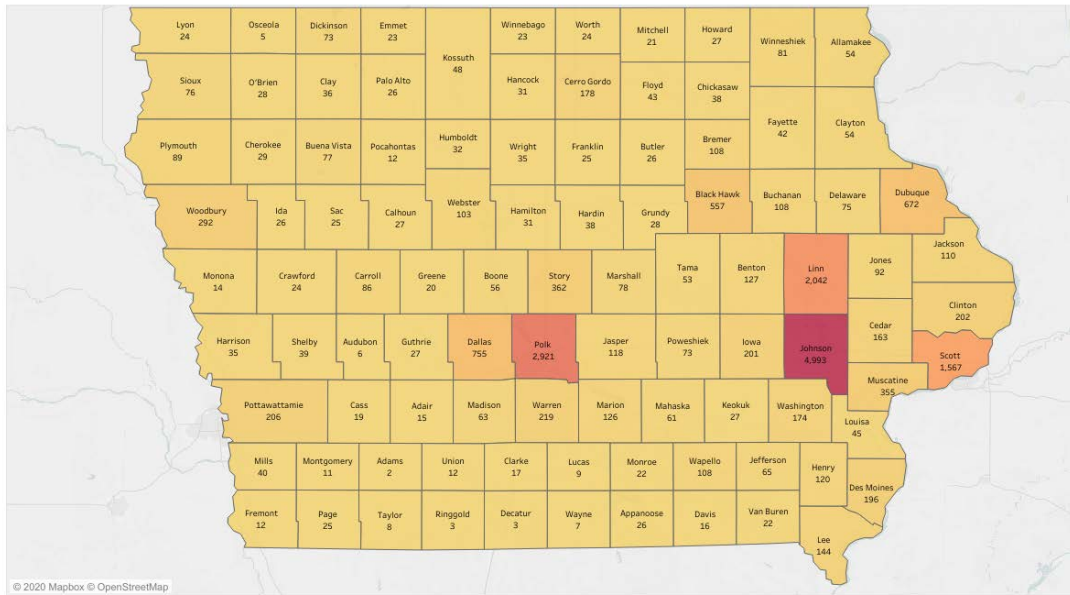 Lyon
24
Osceola
5
Dickinson
73
Emmet
23
Kossuth
48
Winnebago
23
Worth
24
Mitchell
21
Howard
27
Winneshiek
81
Allamakee
54
Sioux
76
O'Brien
28
Clay
36
Palo Alto
26
Hancock
31
Cerro Gordo
178
Floyd
43
Chickasaw
38
Fayette
42
Clayton
54
Plymouth
89
Cherokee
29
Buena Vista
77
Pocahontas
12
Humboldt
32
Wright
35
Franklin
25
Butler
26
Bremer
108
Woodbury
292
Ida
26
Sac
25
Calhoun
27
Webster
103
Hamilton
31
Hardin
38
Grundy
28
Black Hawk
557
Buchanan
108
Delaware
75
Dubuque
672
Monona
14
Crawford
24
Carroll
86
Greene
20
Boone
56
Story
362
Marshall
78
Tama
53
Benton
127
Linn
2,042
Jones
92
Jackson
110
Clinton
202
Harrison
35
Shelby
39
Audubon
6
Guthrie
27
Dallas
755
Polk
2,921
Jasper
118
Poweshiek
73
Iowa
201
Johnson
4,993
Cedar
163
Scott
1,567
Muscatine
355
Pottawattamie
206
Cass
19
Adair
15
Madison
63
Warren
219
Marion
126
Mahaska
61
Keokuk
27
Washington
174
Louisa
45
Mills
40
Montgomery
11
Adams
2
Union
12
Clarke
17
Lucas
9
Monroe
22
Wapello
108
Jefferson
65
Henry
120
Des Moines
196
Fremont
12
Page
25
Taylor
8
Ringgold
3
Decatur
3
Wayne
7
Appanoose
26
Davis
16
Van Buren
22
Lee
144
© 2020 Mapbox © OpenStreetMap